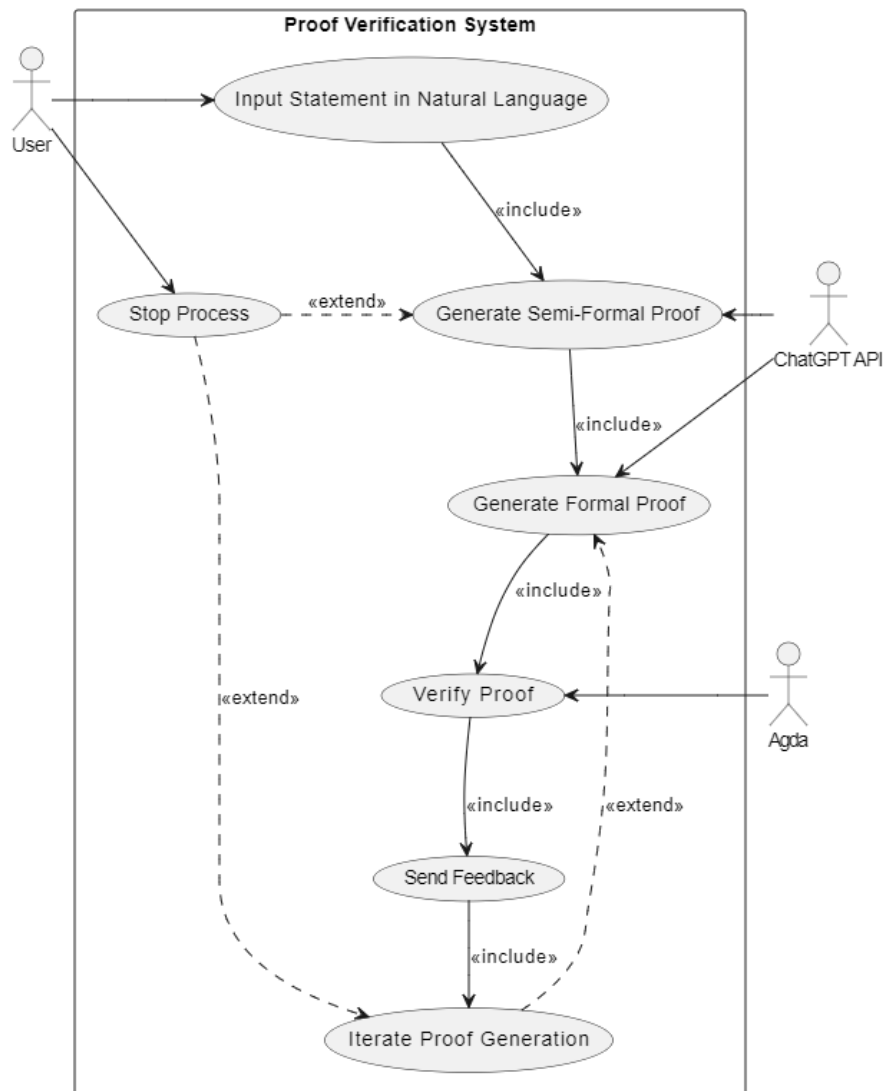 Proof Verification System
Input Statement in Natural Language
User
«include»
Stop Process
«extend»
Generate Semi-Formal Proof
ChatGPT API
«include»
Generate Formal Proof
«include»
Verify Proof
«extend»
Agda
«include»
«extend»
Send Feedback
«include»
Iterate Proof Generation